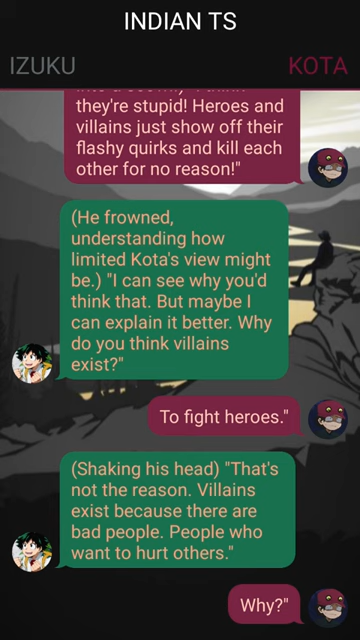 INDIAN TS
IZUKU KOTA
they're stupid! Heroes and
villains just show off their
flashy quirks and kill each
other for no reason!"
(He frowned,
understanding how
limited Kota's view might
be.) "I can see why you'd
think that. But maybe I
can explain it better. Why
do you think villains
exist?"
To fight heroes."
(Shaking his head) "That's
not the reason. Villains
exist because there are
bad people. People who
want to hurt others."
Why?"